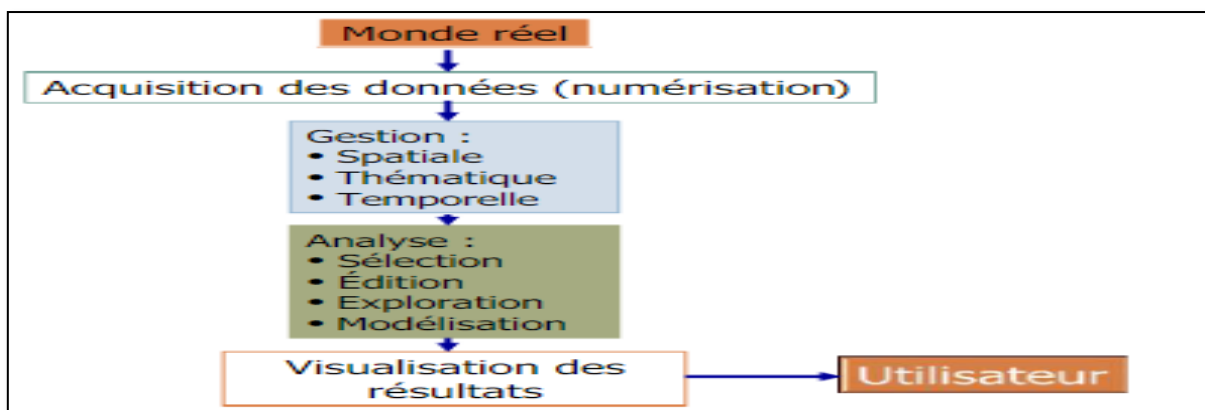 Monde réel
Acquisition des données (numérisation)
Gestion :
• Spatiale
• Thématique
• Temporelle
Analyse :
• Sélection
• Édition
• Exploration
• Modélisation
Visualisation des
résultats
Utilisateur